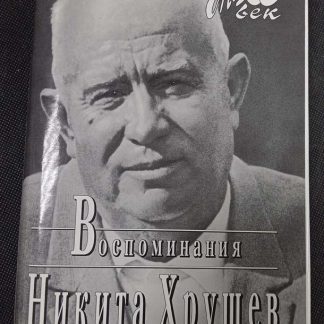 век
Воспоминания
Никита Хрущев